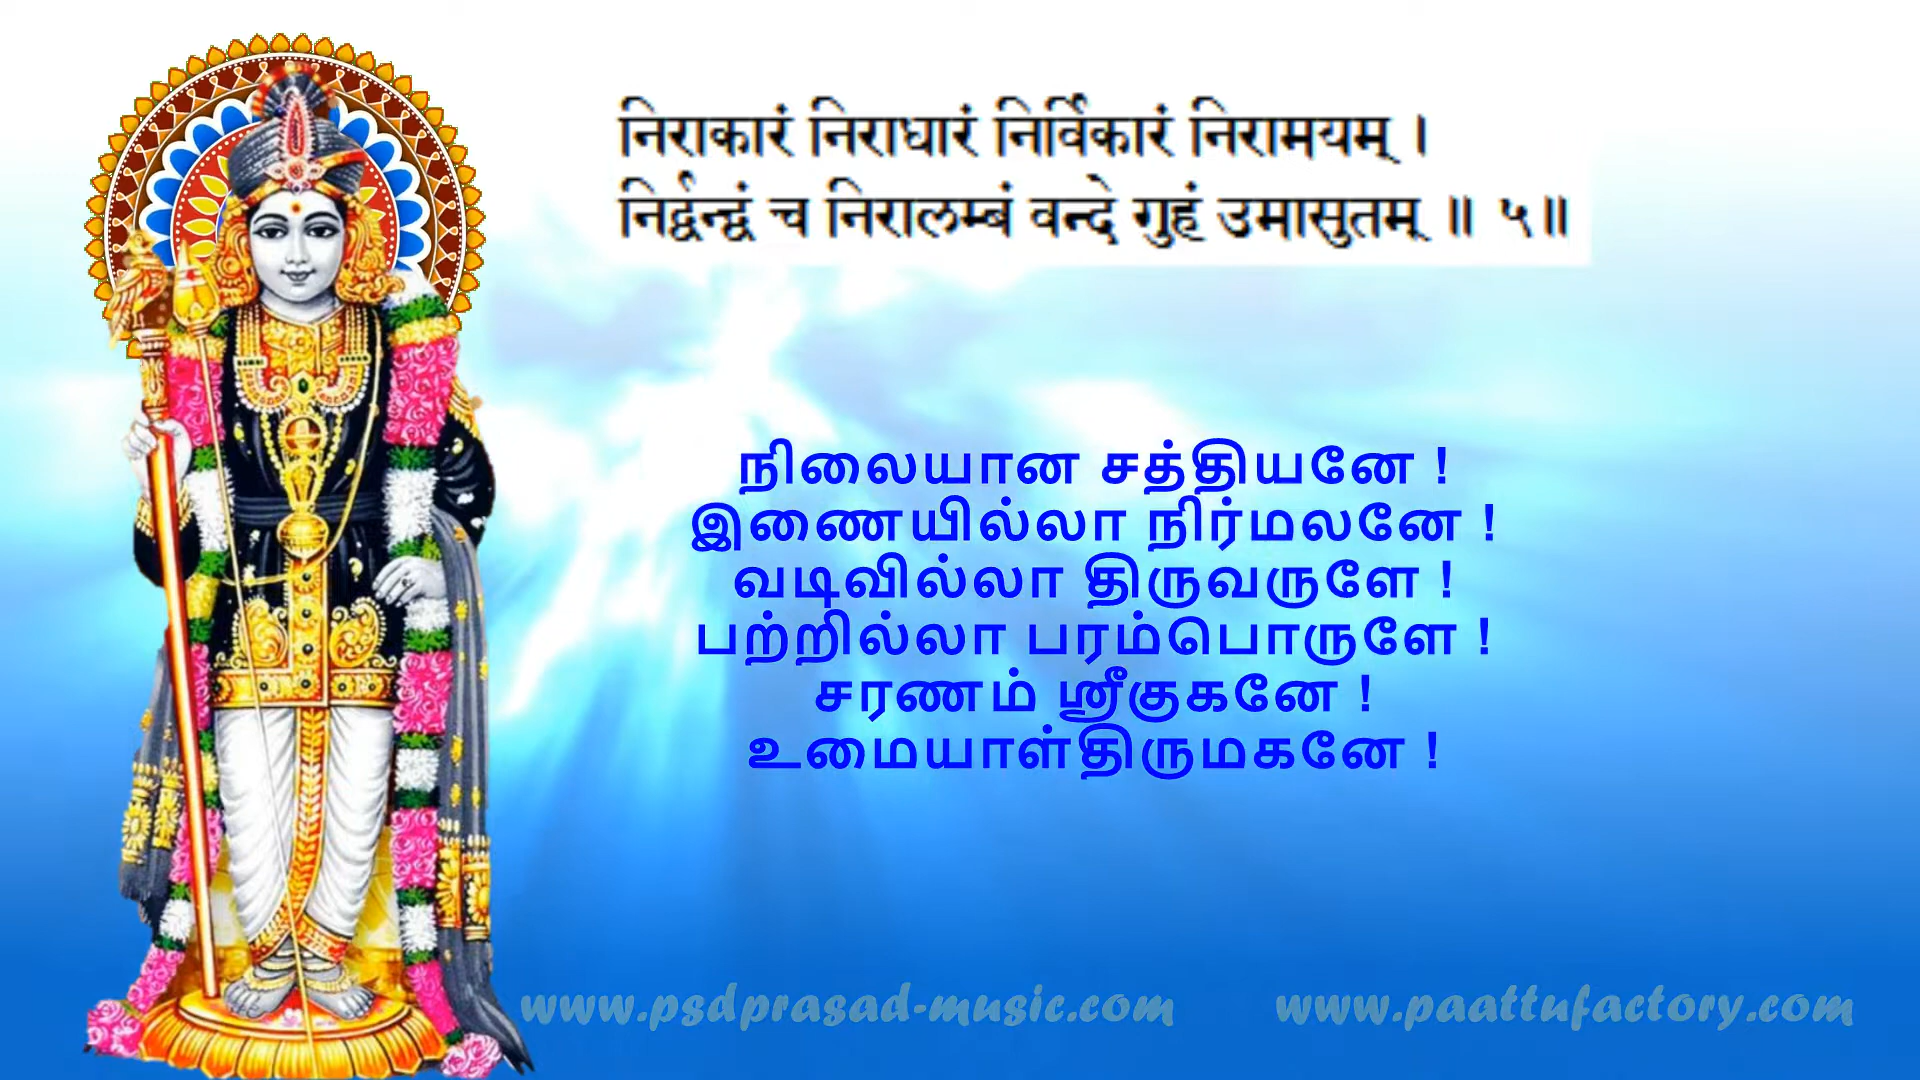 निराकारं निराधारं निर्विकारं निरामयम् ।
निर्द्वन्द्वं च निरालम्बं वन्दे गुहं उमासुतम् ॥ ५॥
நிலையான சத்தியனே !
இணையில்லா நிர்மலனே !
வடிவில்லா திருவருளே !
பற்றில்லா பரம்பொருளே !
சரணம் ஸ்ரீகுகனே !
உமையாள்திருமகனே !
www.psdprasad-music.com www.paattufactory.com